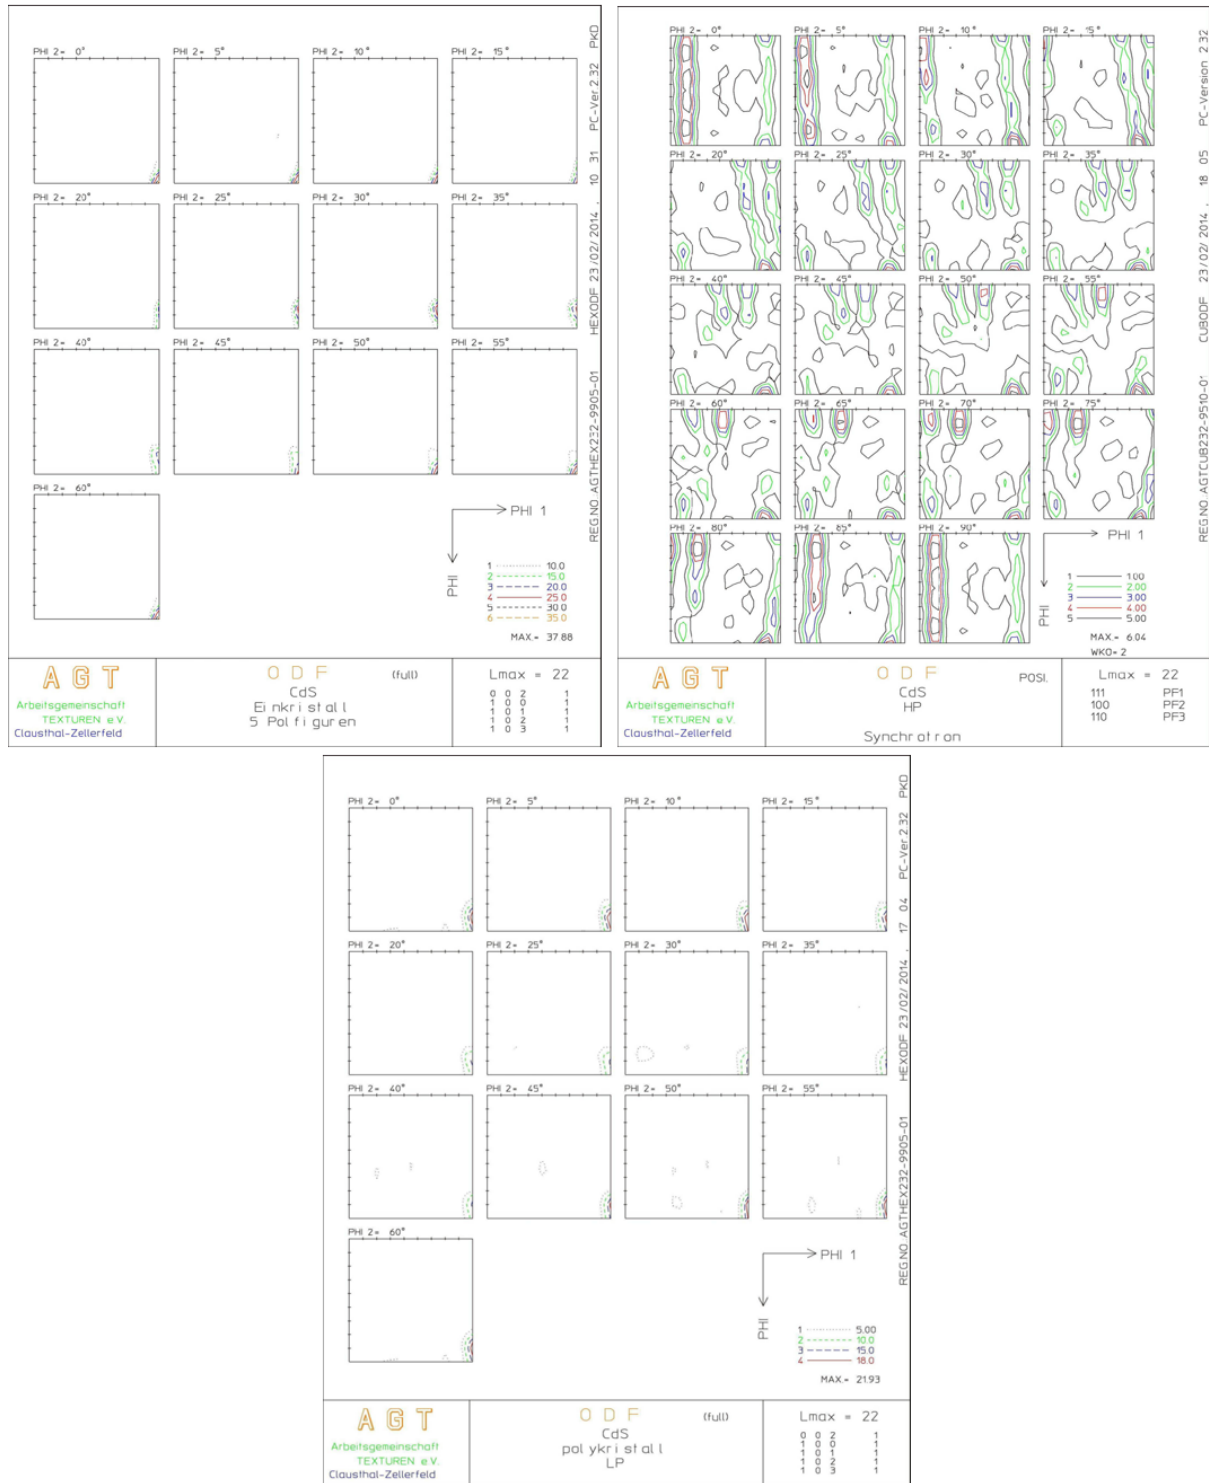 PHI 2= 0° PHI 2= 5° PHI 2= 10° PHI 2= 15°
PHI 2= 20° PHI 2= 25° PHI 2= 30° PHI 2= 35°
PHI 2= 40° PHI 2= 45° PHI 2= 50° PHI 2= 55°
PHI 2= 60°
PHI 1
PHI
1 10.0
2 15.0
3 20.0
4 25.0
5 30.0
6 35.0
MAX.= 37.88
REG.NO. AGTHEX232-9905-01 HEXODF 23/02/2014 , 10 31 PC-Ver 2.32 PKD
AGT
Arbeitsgemeinschaft
TEXTUREN e.V.
Clausthal-Zellerfeld
ODF (full)
CdS
Einkristall
5 Polfiguren
Lmax = 22
0 0 2 1
1 0 0 1
1 0 1 1
1 0 2 1
1 0 3 1
PHI 2= 0° PHI 2= 5° PHI 2= 10° PHI 2= 15°
PHI 2= 20° PHI 2= 25° PHI 2= 30° PHI 2= 35°
PHI 2= 40° PHI 2= 45° PHI 2= 50° PHI 2= 55°
PHI 2= 60° PHI 2= 65° PHI 2= 70° PHI 2= 75°
PHI 2= 80° PHI 2= 85° PHI 2= 90°
PHI 1
PHI
1 1.00
2 2.00
3 3.00
4 4.00
5 5.00
MAX.= 6.04
WKO= 2
REG.NO. AGTCUB232-9510-01 CUBODF 23/02/2014 , 18 05 PC-Version 2.32
AGT
Arbeitsgemeinschaft
TEXTUREN e.V.
Clausthal-Zellerfeld
ODF POSI.
CdS
HP
Synchrotron
Lmax = 22
111 PF1
100 PF2
110 PF3
PHI 2= 0° PHI 2= 5° PHI 2= 10° PHI 2= 15°
PHI 2= 20° PHI 2= 25° PHI 2= 30° PHI 2= 35°
PHI 2= 40° PHI 2= 45° PHI 2= 50° PHI 2= 55°
PHI 2= 60°
PHI 1
PHI
1 5.00
2 10.0
3 15.0
4 18.0
MAX.= 21.93
REG.NO. AGTHEX232-9905-01 HEXODF 23/02/2014 , 17 04 PC-Ver 2.32 PKD
AGT
Arbeitsgemeinschaft
TEXTUREN e.V.
Clausthal-Zellerfeld
ODF (full)
CdS
polykristall
LP
Lmax = 22
0 0 2 1
1 0 0 1
1 0 1 1
1 0 2 1
1 0 3 1